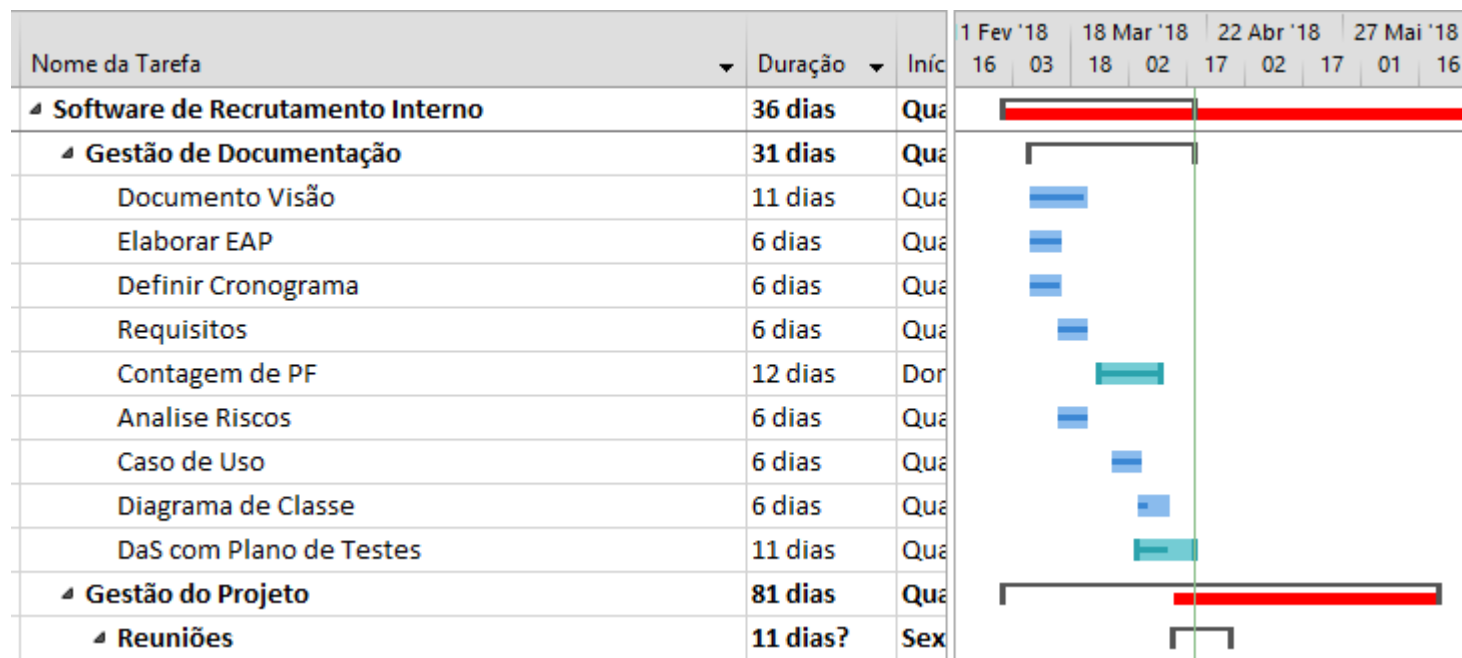 1 Fev '18 18 Mar '18 22 Abr '18 27 Mai '18
Nome da Tarefa Duração Iníc 16 03 18 02 17 02 17 01 16
Software de Recrutamento Interno 36 dias Qua
Gestão de Documentação 31 dias Qua
Documento Visão 11 dias Qua
Elaborar EAP 6 dias Qua
Definir Cronograma 6 dias Qua
Requisitos 6 dias Qua
Contagem de PF 12 dias Dor
Analise Riscos 6 dias Qua
Caso de Uso 6 dias Qua
Diagrama de Classe 6 dias Qua
DaS com Plano de Testes 11 dias Qua
Gestão do Projeto 81 dias Qua
Reuniões 11 dias? Sex